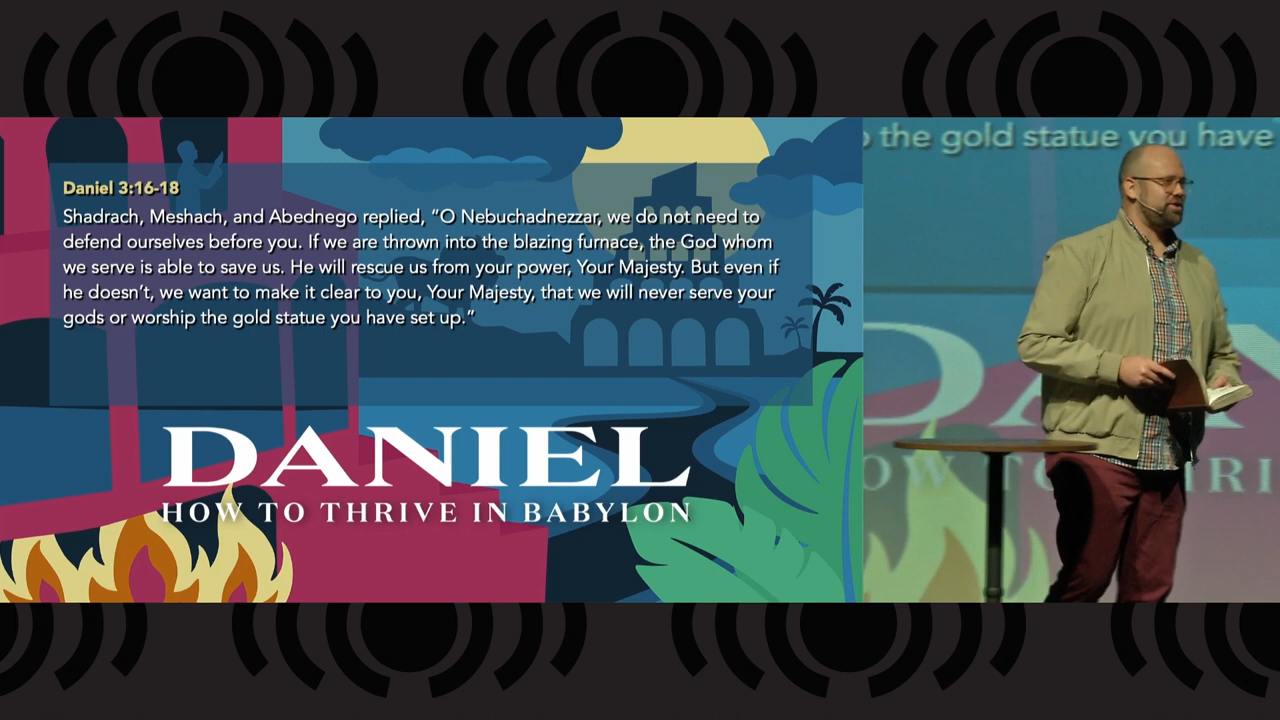 Daniel 3:16-18
Shadrach, Meshach, and Abednego replied, “O Nebuchadnezzar, we do not need to
defend ourselves before you. If we are thrown into the blazing furnace, the God whom
we serve is able to save us. He will rescue us from your power, Your Majesty. But even if
he doesn’t, we want to make it clear to you, Your Majesty, that we will never serve your
gods or worship the gold statue you have set up.”
DANIEL
HOW TO THRIVE IN BABYLON
the gold statue you have